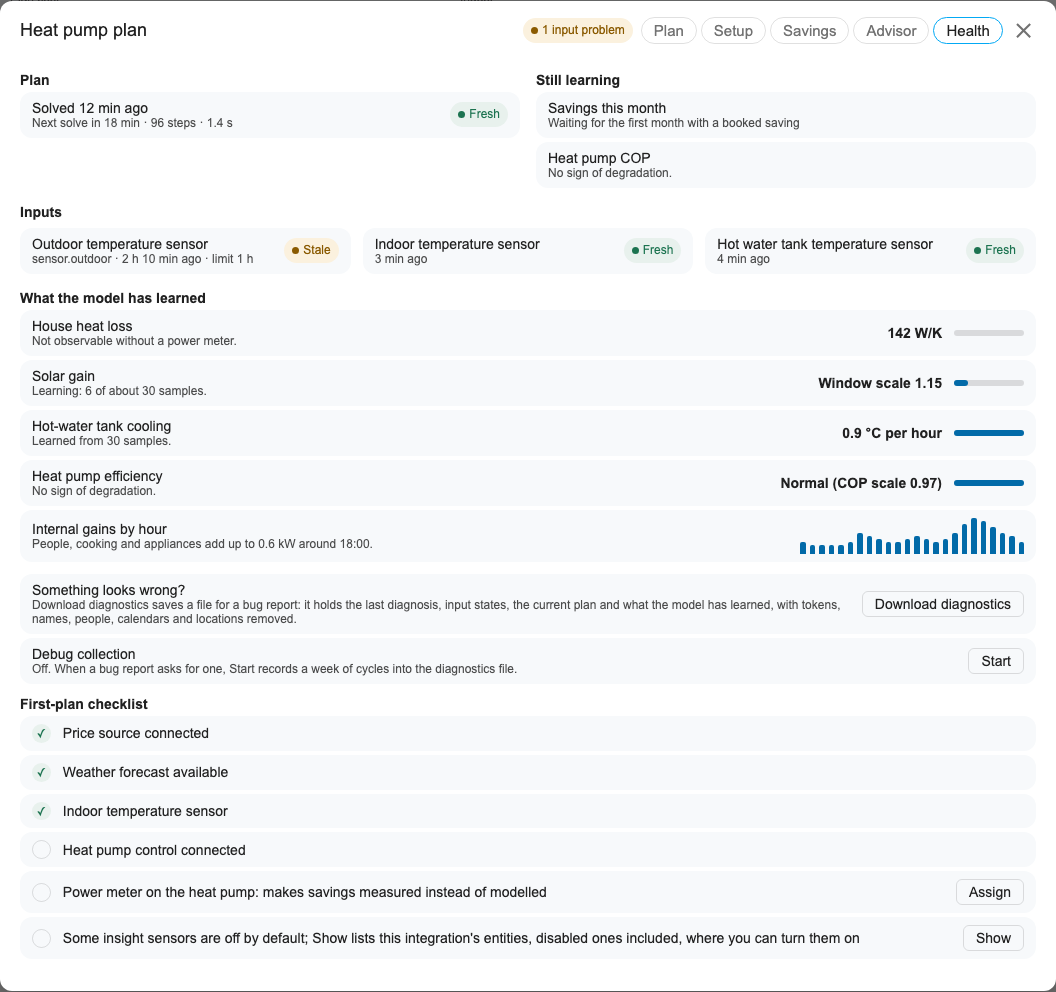 Heat pump plan
1 input problem
Plan
Setup
Savings
Advisor
Health
Plan
Solved 12 min ago
Next solve in 18 min · 96 steps · 1.4 s
Fresh
Still learning
Savings this month
Waiting for the first month with a booked saving
Heat pump COP
No sign of degradation.
Inputs
Outdoor temperature sensor
sensor.outdoor · 2 h 10 min ago · limit 1 h
Stale
Indoor temperature sensor
3 min ago
Fresh
Hot water tank temperature sensor
4 min ago
Fresh
What the model has learned
House heat loss
Not observable without a power meter.
142 W/K
Solar gain
Learning: 6 of about 30 samples.
Window scale 1.15
Hot-water tank cooling
Learned from 30 samples.
0.9 °C per hour
Heat pump efficiency
No sign of degradation.
Normal (COP scale 0.97)
Internal gains by hour
People, cooking and appliances add up to 0.6 kW around 18:00.
Something looks wrong?
Download diagnostics saves a file for a bug report: it holds the last diagnosis, input states, the current plan and what the model has learned, with tokens,
names, people, calendars and locations removed.
Download diagnostics
Debug collection
Off. When a bug report asks for one, Start records a week of cycles into the diagnostics file.
Start
First-plan checklist
Price source connected
Weather forecast available
Indoor temperature sensor
Heat pump control connected
Power meter on the heat pump: makes savings measured instead of modelled
Assign
Some insight sensors are off by default; Show lists this integration's entities, disabled ones included, where you can turn them on
Show